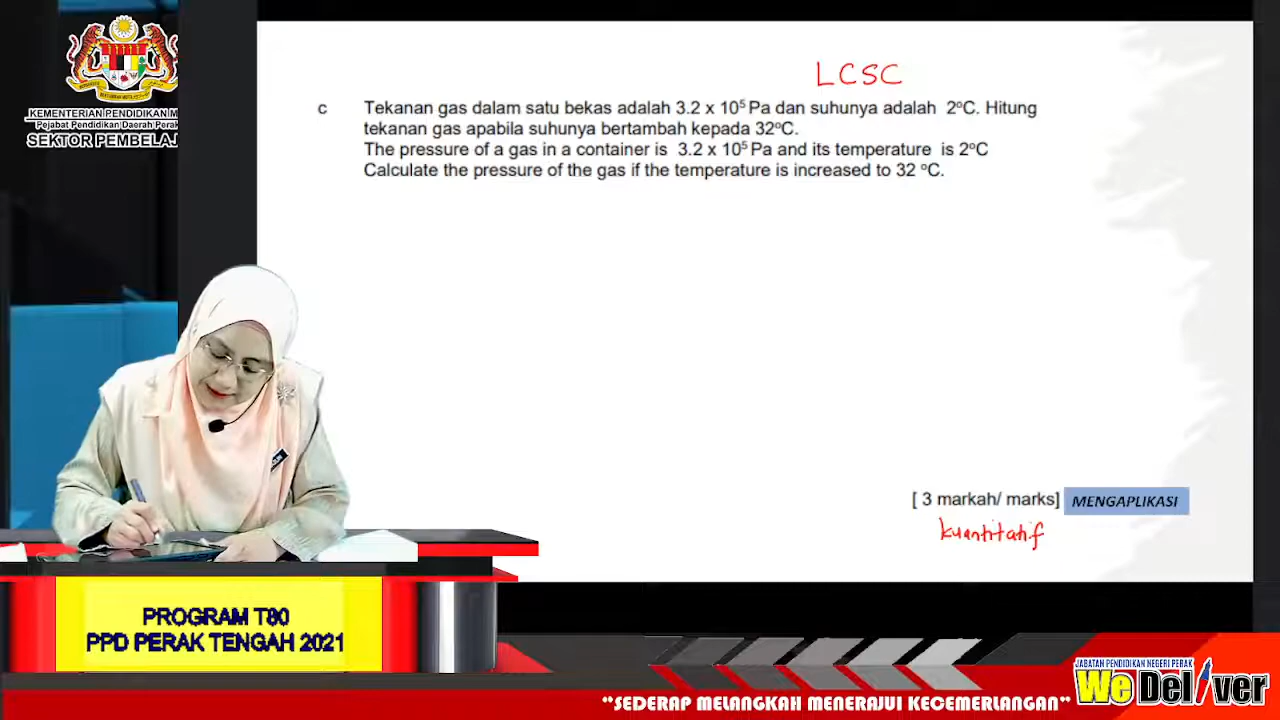 KEMENTERIAN PENDIDIKAN M
Pejabat Pendidikan Daerah Perak
SEKTOR PEMBELAJ
LCSC
c Tekanan gas dalam satu bekas adalah 3.2 x 10⁵ Pa dan suhunya adalah 2ºC. Hitung
tekanan gas apabila suhunya bertambah kepada 32ºC.
The pressure of a gas in a container is 3.2 x 10⁵ Pa and its temperature is 2ºC
Calculate the pressure of the gas if the temperature is increased to 32 ºC.
[ 3 markah/ marks] MENGAPLIKASI
kuantitatif
PROGRAM T80
PPD PERAK TENGAH 2021
JABATAN PENDIDIKAN NEGERI PERAK
We Deliver
"SEDERAP MELANGKAH MENERAJUI KECEMERLANGAN"